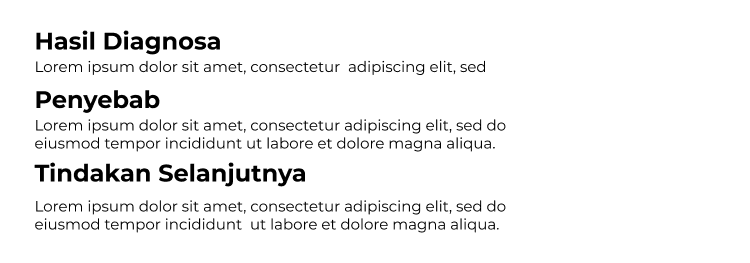 Hasil Diagnosa
Lorem ipsum dolor sit amet, consectetur  adipiscing elit, sed
Penyebab
Lorem ipsum dolor sit amet, consectetur adipiscing elit, sed do
eiusmod tempor incididunt ut labore et dolore magna aliqua.
Tindakan Selanjutnya
Lorem ipsum dolor sit amet, consectetur adipiscing elit, sed do
eiusmod tempor incididunt  ut labore et dolore magna aliqua.